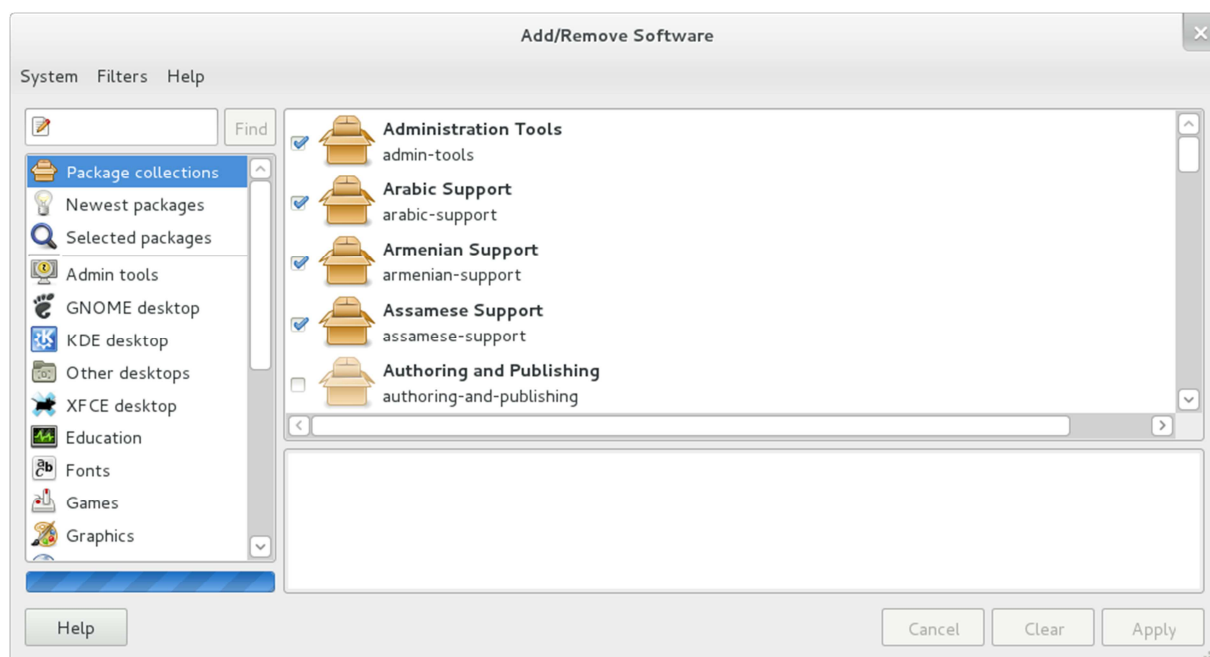 Add/Remove Software
System Filters Help
Find
Package collections
Newest packages
Selected packages
Admin tools
GNOME desktop
KDE desktop
Other desktops
XFCE desktop
Education
Fonts
Games
Graphics
Administration Tools
admin-tools
Arabic Support
arabic-support
Armenian Support
armenian-support
Assamese Support
assamese-support
Authoring and Publishing
authoring-and-publishing
Help
Cancel
Clear
Apply